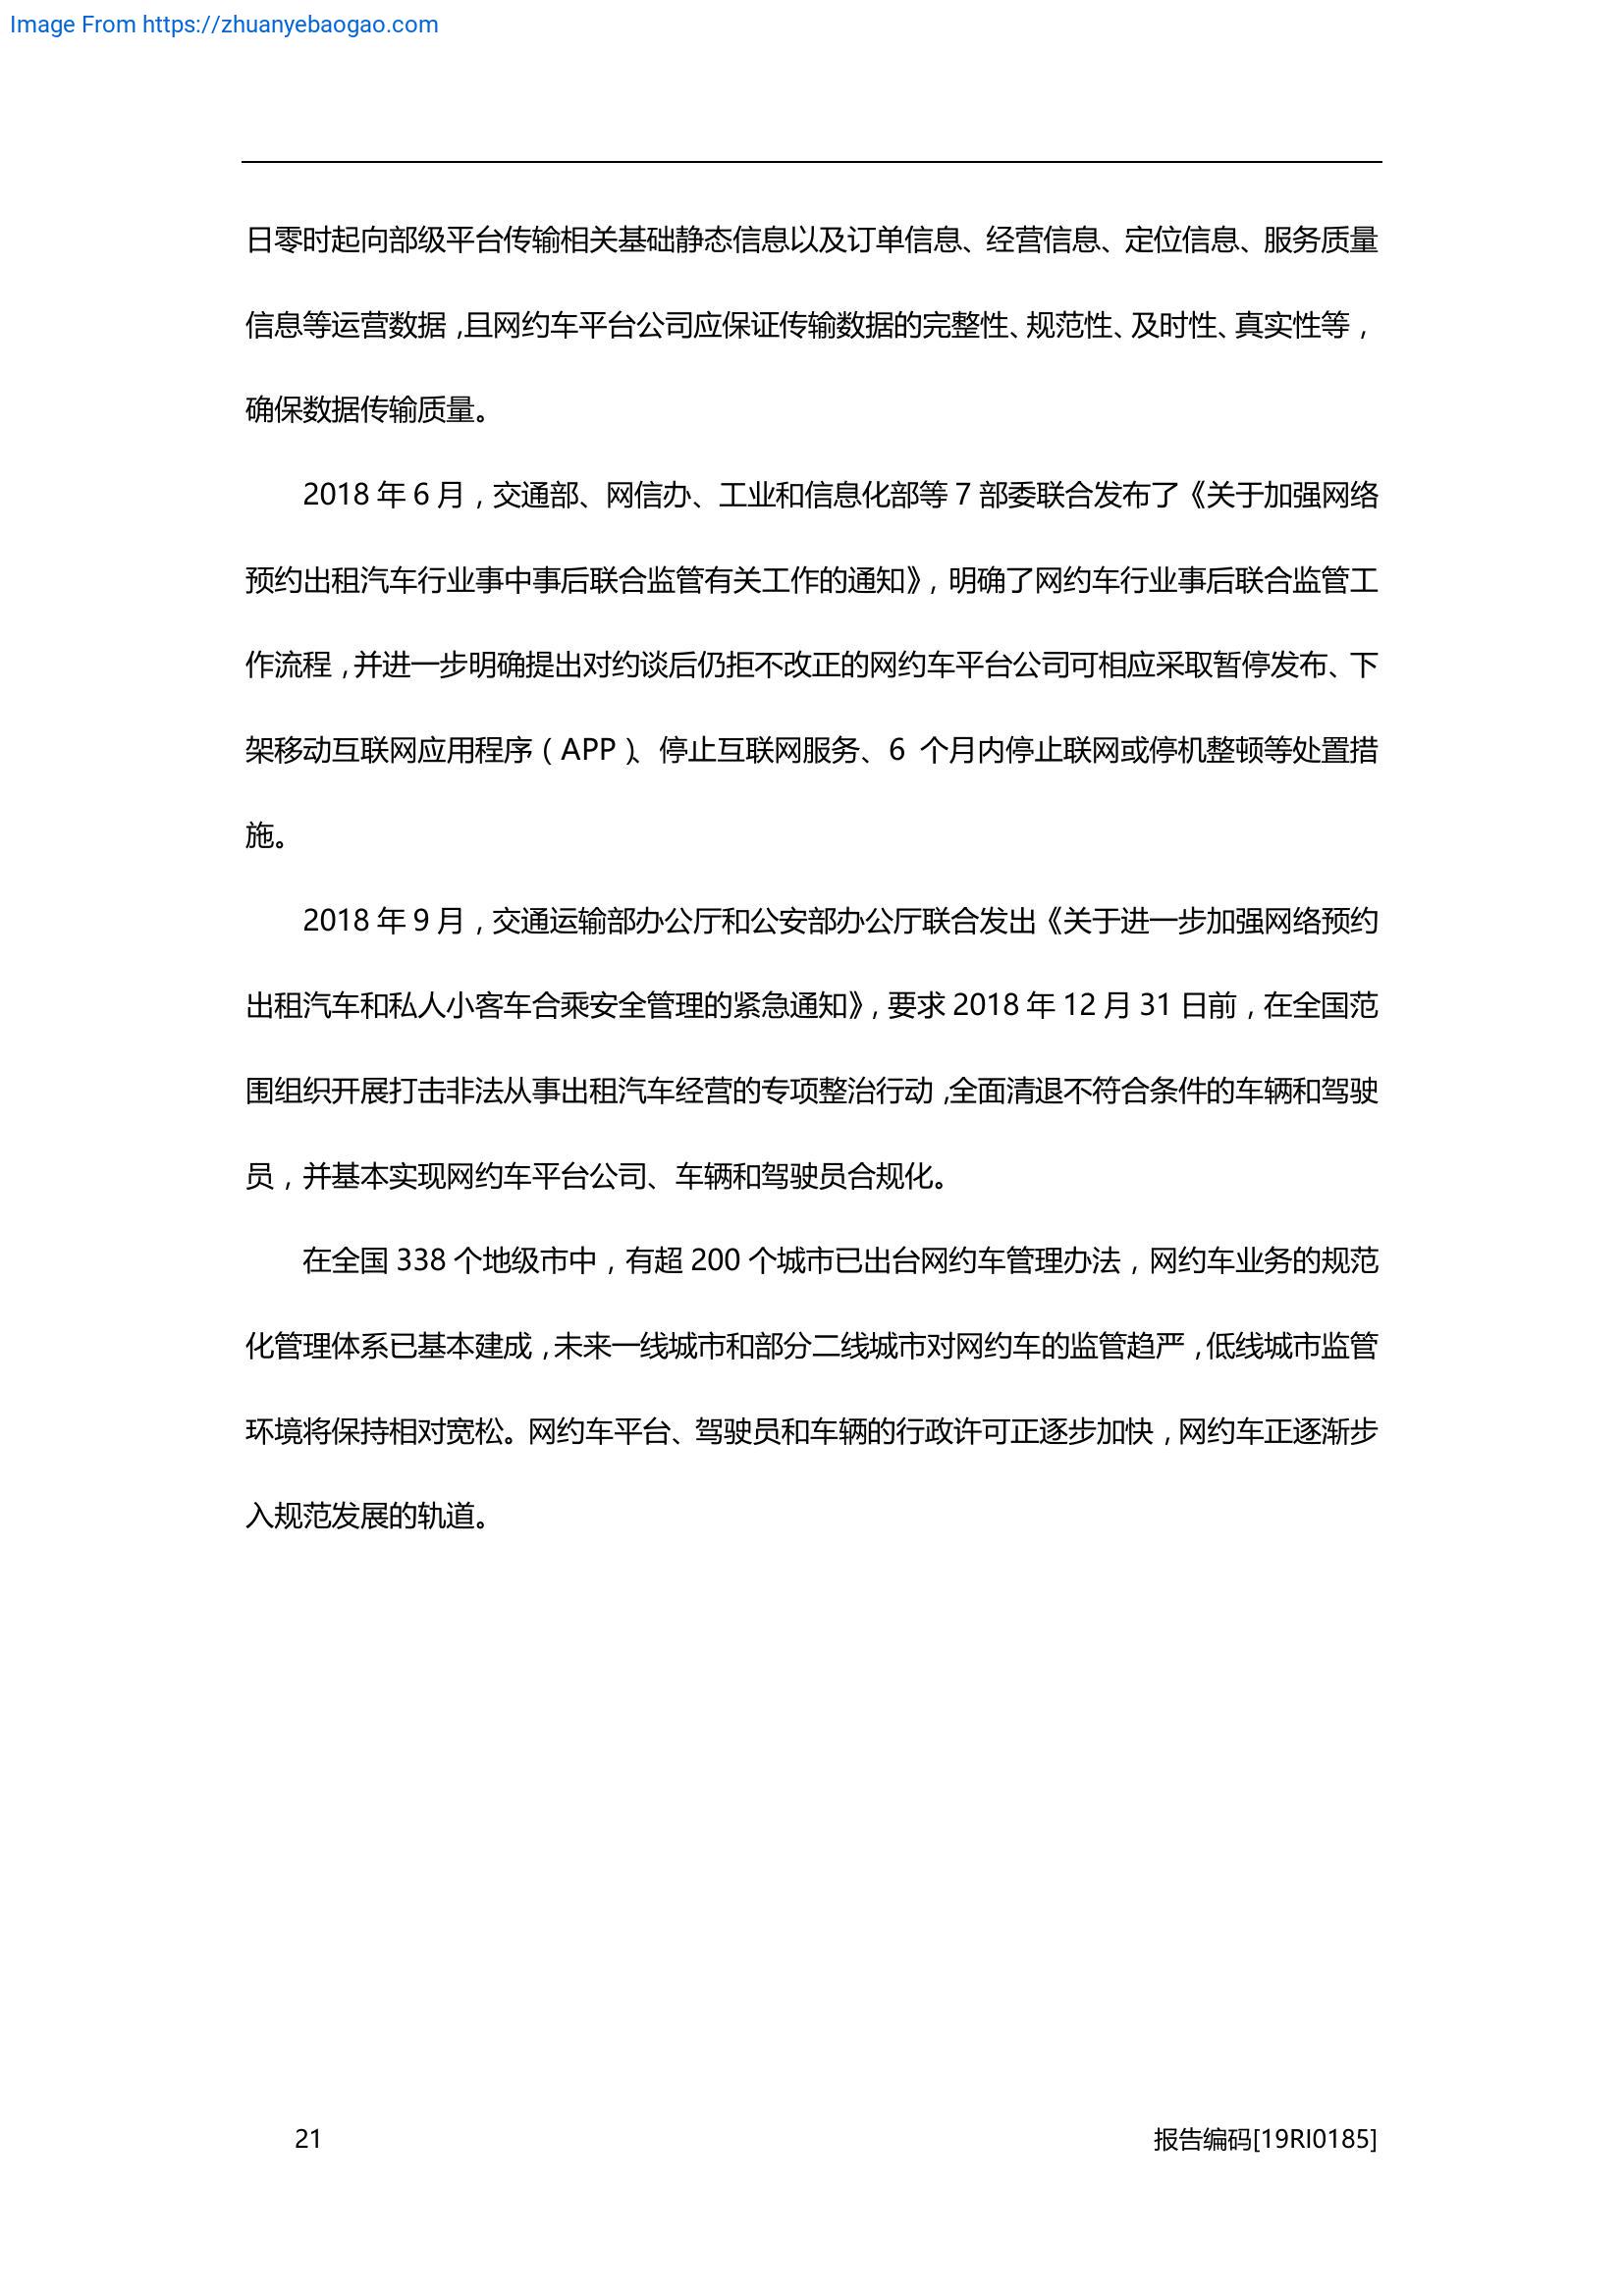 Image From https://zhuanyebaogao.com
日零时起向部级平台传输相关基础静态信息以及订单信息、经营信息、定位信息、服务质量
信息等运营数据，且网约车平台公司应保证传输数据的完整性、规范性、及时性、真实性等，
确保数据传输质量。
2018 年 6 月，交通部、网信办、工业和信息化部等 7 部委联合发布了《关于加强网络
预约出租汽车行业事中事后联合监管有关工作的通知》，明确了网约车行业事后联合监管工
作流程，并进一步明确提出对约谈后仍拒不改正的网约车平台公司可相应采取暂停发布、下
架移动互联网应用程序（APP）、停止互联网服务、6 个月内停止联网或停机整顿等处置措
施。
2018 年 9 月，交通运输部办公厅和公安部办公厅联合发出《关于进一步加强网络预约
出租汽车和私人小客车合乘安全管理的紧急通知》，要求 2018 年 12 月 31 日前，在全国范
围组织开展打击非法从事出租汽车经营的专项整治行动，全面清退不符合条件的车辆和驾驶
员，并基本实现网约车平台公司、车辆和驾驶员合规化。
在全国 338 个地级市中，有超 200 个城市已出台网约车管理办法，网约车业务的规范
化管理体系已基本建成，未来一线城市和部分二线城市对网约车的监管趋严，低线城市监管
环境将保持相对宽松。网约车平台、驾驶员和车辆的行政许可正逐步加快，网约车正逐渐步
入规范发展的轨道。
21 报告编码[19RI0185]